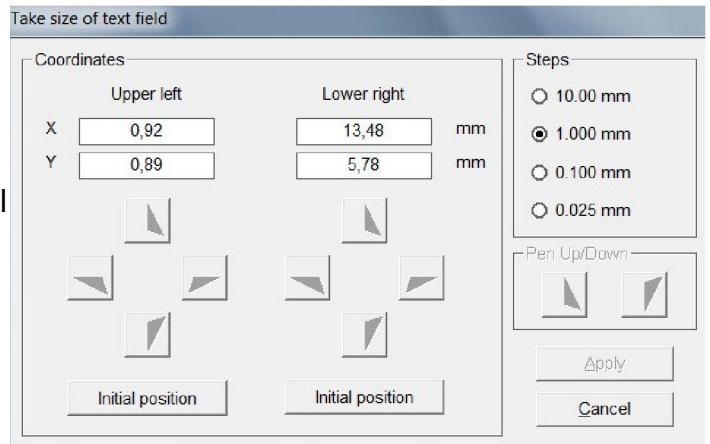 Take size of text field
Coordinates
Upper left Lower right
X 0,92 13,48 mm
Y 0,89 5,78 mm
Initial position Initial position
Steps
10.00 mm
1.000 mm
0.100 mm
0.025 mm
Pen Up/Down
Apply
Cancel